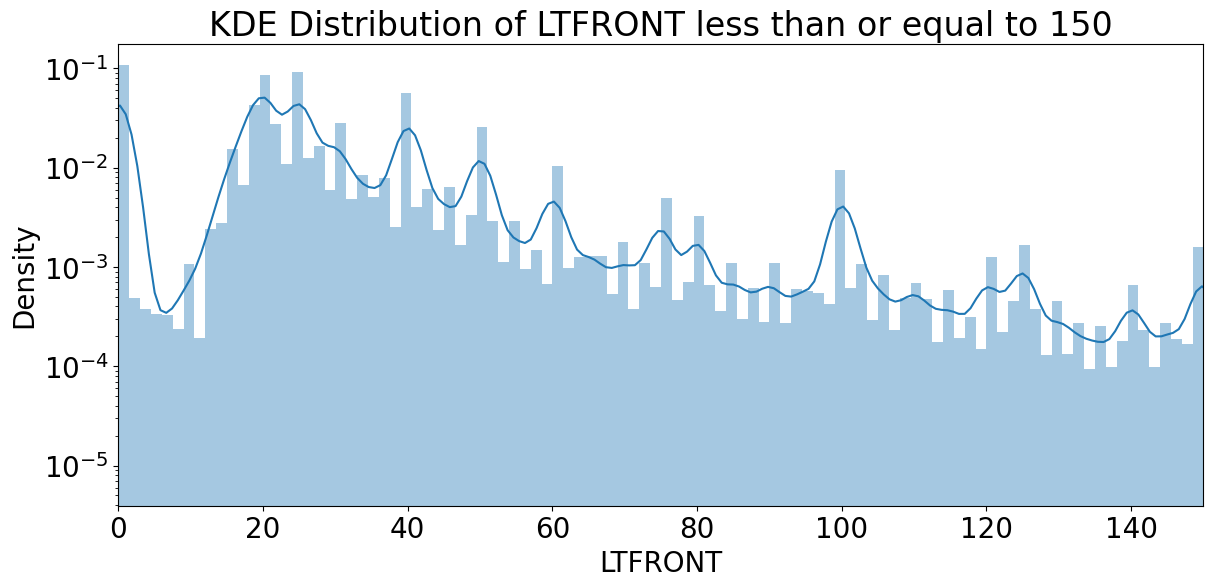 KDE Distribution of LTFRONT less than or equal to 150
Density
10⁻¹
10⁻²
10⁻³
10⁻⁴
10⁻⁵
0 20 40 60 80 100 120 140
LTFRONT